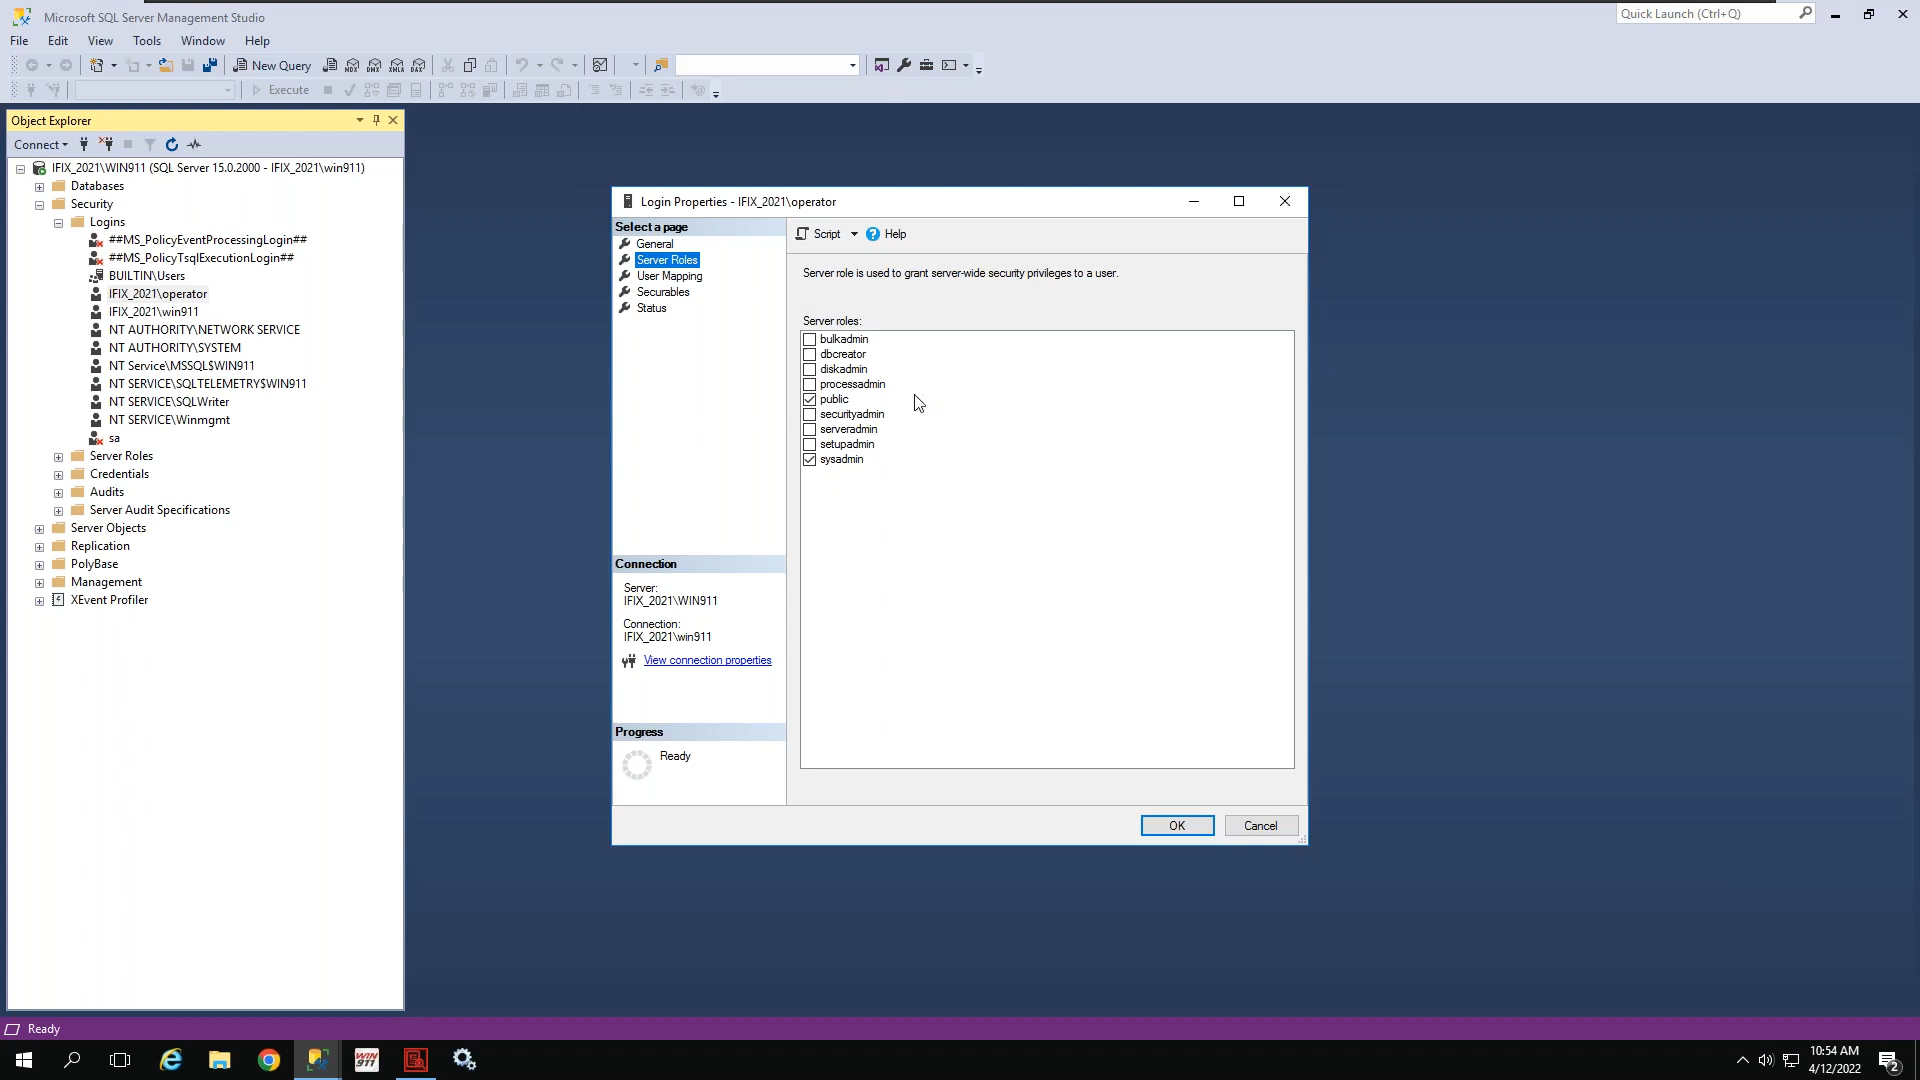 Microsoft SQL Server Management Studio
Quick Launch (Ctrl+Q)
File Edit View Tools Window Help
New Query
MDX DMX XMLA DAX
Execute
Object Explorer
Connect
IFIX_2021\WIN911 (SQL Server 15.0.2000 - IFIX_2021\win911)
Databases
Security
Logins
##MS_PolicyEventProcessingLogin##
##MS_PolicyTsqlExecutionLogin##
BUILTIN\Users
IFIX_2021\operator
IFIX_2021\win911
NT AUTHORITY\NETWORK SERVICE
NT AUTHORITY\SYSTEM
NT Service\MSSQL$WIN911
NT SERVICE\SQLTELEMETRY$WIN911
NT SERVICE\SQLWriter
NT SERVICE\Winmgmt
sa
Server Roles
Credentials
Audits
Server Audit Specifications
Server Objects
Replication
PolyBase
Management
XEvent Profiler
Login Properties - IFIX_2021\operator
Select a page
General
Server Roles
User Mapping
Securables
Status
Connection
Server:
IFIX_2021\WIN911
Connection:
IFIX_2021\win911
View connection properties
Progress
Ready
Script Help
Server role is used to grant server-wide security privileges to a user.
Server roles:
bulkadmin
dbcreator
diskadmin
processadmin
public
securityadmin
serveradmin
setupadmin
sysadmin
OK Cancel
Ready
WIN
911
10:54 AM
4/12/2022
2